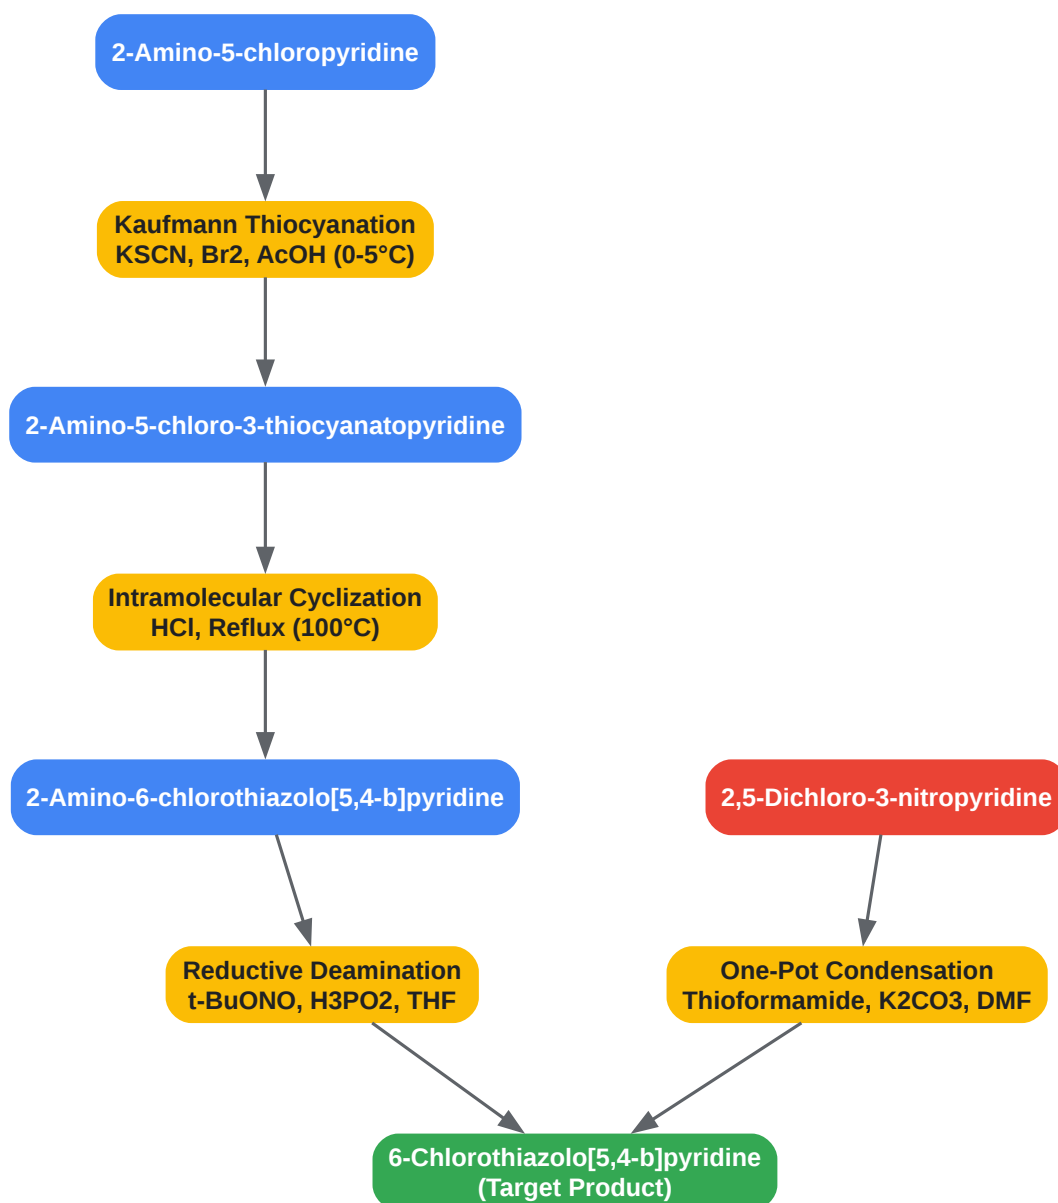 2-Amino-5-chloropyridine
Kaufmann Thiocyanation
KSCN, Br2, AcOH (0-5°C)
2-Amino-5-chloro-3-thiocyanatopyridine
Intramolecular Cyclization
HCl, Reflux (100°C)
2-Amino-6-chlorothiazolo[5,4-b]pyridine
2,5-Dichloro-3-nitropyridine
Reductive Deamination
t-BuONO, H3PO2, THF
One-Pot Condensation
Thioformamide, K2CO3, DMF
6-Chlorothiazolo[5,4-b]pyridine
(Target Product)